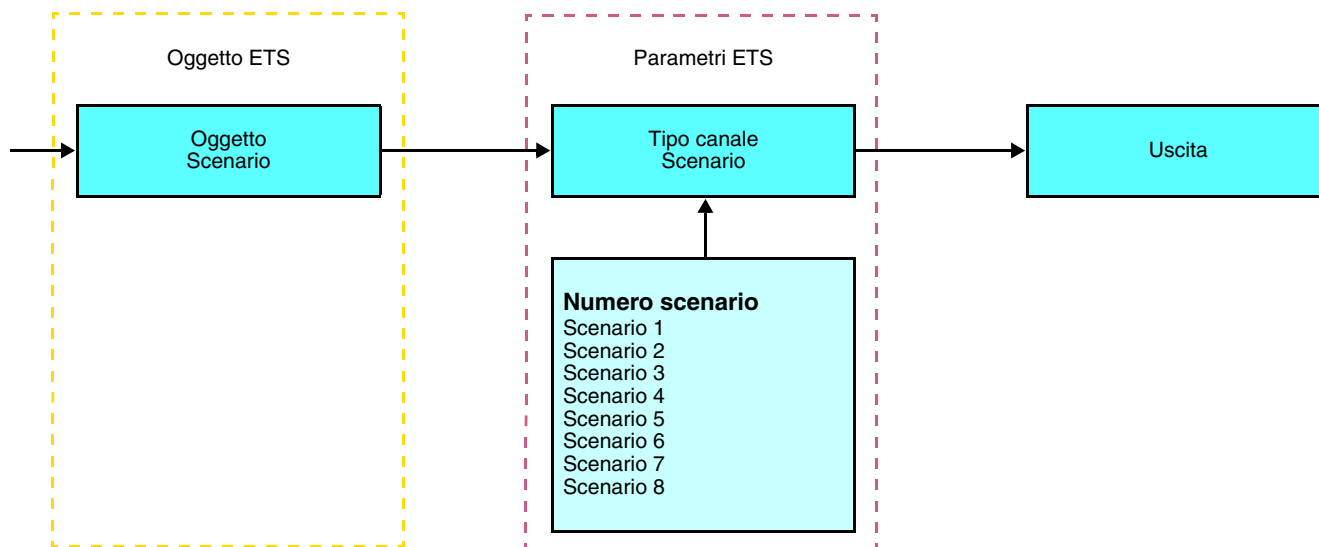 Oggetto ETS
Parametri ETS
Oggetto
Scenario
Tipo canale
Scenario
Uscita
Numero scenario
Scenario 1
Scenario 2
Scenario 3
Scenario 4
Scenario 5
Scenario 6
Scenario 7
Scenario 8